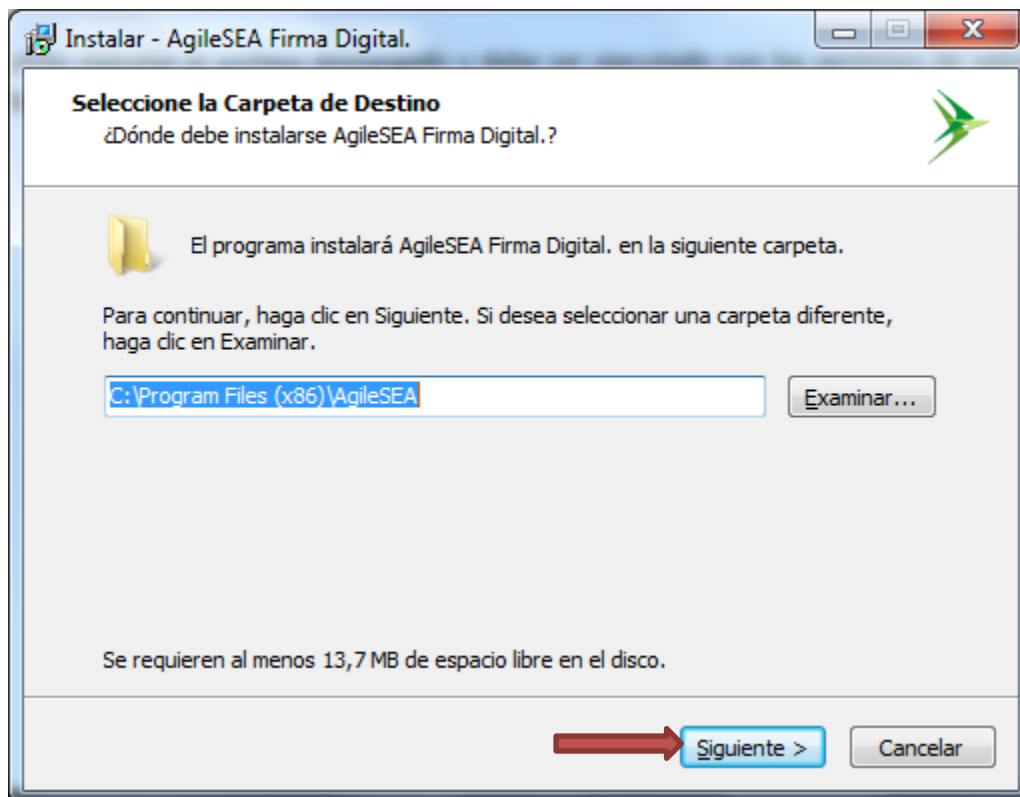 Instalar - AgileSEA Firma Digital.
Seleccione la Carpeta de Destino
¿Dónde debe instalarse AgileSEA Firma Digital.?
El programa instalará AgileSEA Firma Digital. en la siguiente carpeta.
Para continuar, haga clic en Siguiente. Si desea seleccionar una carpeta diferente,
haga clic en Examinar.
C:\Program Files (x86)\AgileSEA
Examinar...
Se requieren al menos 13,7 MB de espacio libre en el disco.
Siguiente >
Cancelar